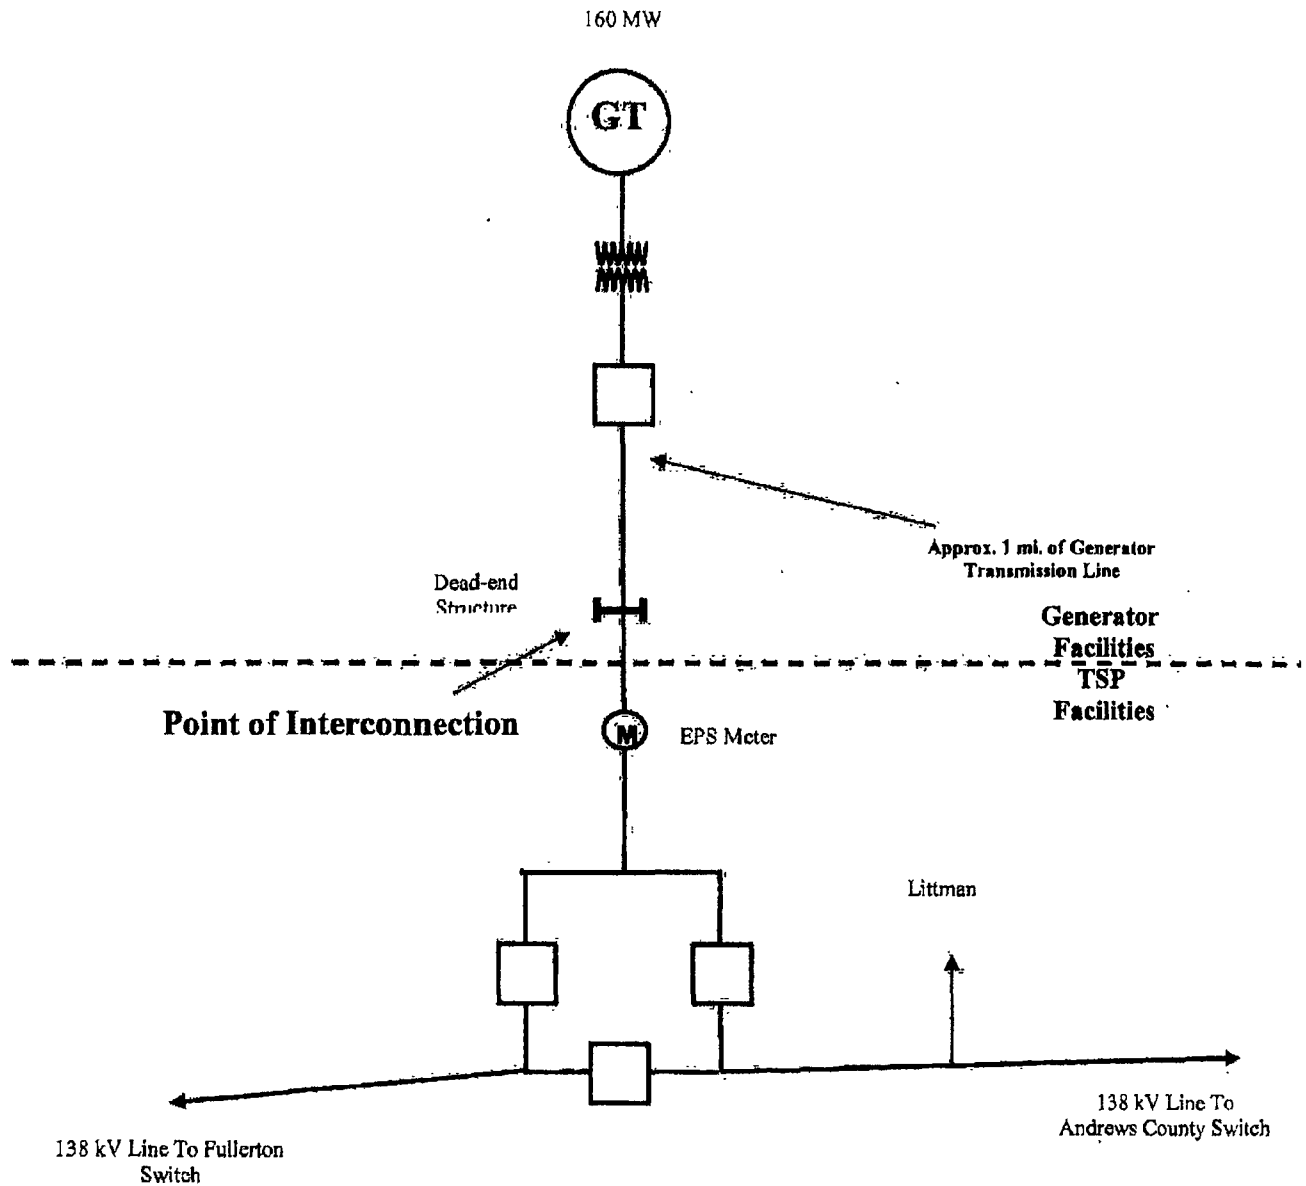 160 MW
GT
Approx. 1 mi. of Generator
Transmission Line
Dead-end
Structure
Generator
Facilities
TSP
Facilities
Point of Interconnection
M
EPS Meter
Littman
138 kV Line To
Andrews County Switch
138 kV Line To Fullerton
Switch